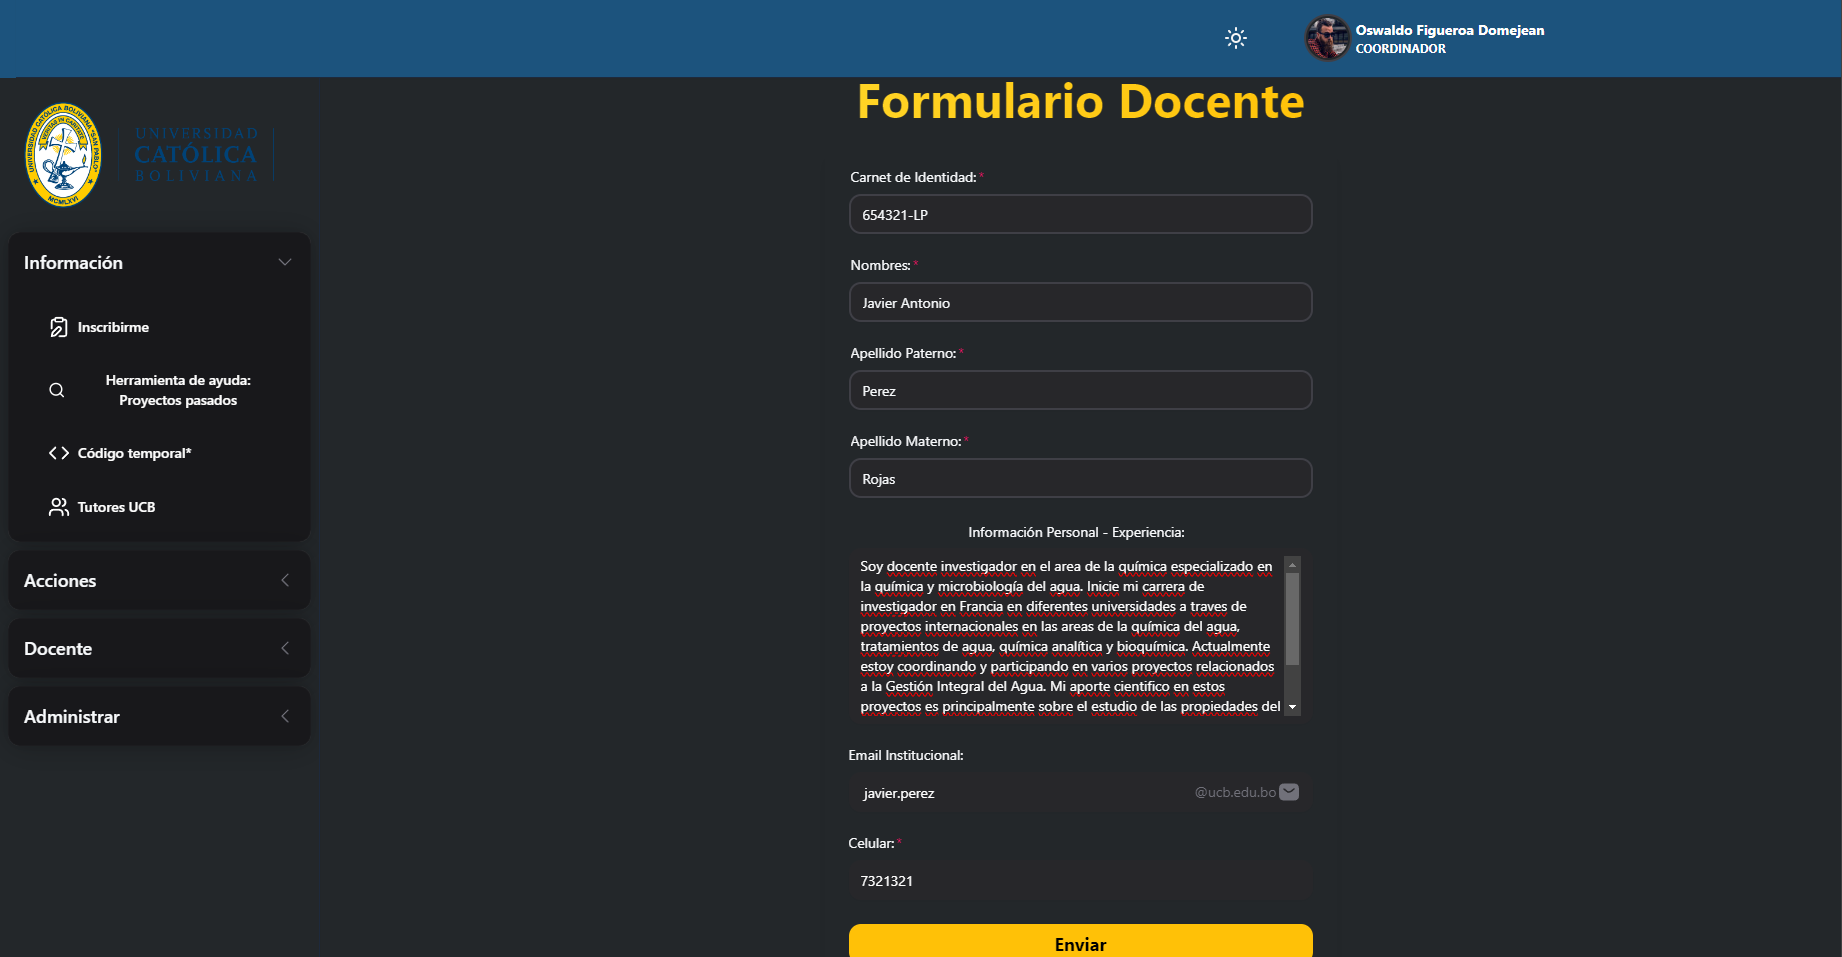 Oswaldo Figueroa Domejean
COORDINADOR
UNIVERSIDAD CATÓLICA BOLIVIANA "SAN PABLO"
MCMLXVI
UNIVERSIDAD
CATÓLICA
BOLIVIANA
Información
Inscribirme
Herramienta de ayuda:
Proyectos pasados
Código temporal*
Tutores UCB
Acciones
Docente
Administrar
Formulario Docente
Carnet de Identidad:*
654321-LP
Nombres:*
Javier Antonio
Apellido Paterno:*
Perez
Apellido Materno:*
Rojas
Información Personal - Experiencia:
Soy docente investigador en el area de la química especializado en
la química y microbiología del agua. Inicie mi carrera de
investigador en Francia en diferentes universidades a traves de
proyectos internacionales en las areas de la química del agua,
tratamientos de agua, química analítica y bioquímica. Actualmente
estoy coordinando y participando en varios proyectos relacionados
a la Gestión Integral del Agua. Mi aporte cientifico en estos
proyectos es principalmente sobre el estudio de las propiedades del
Email Institucional:
javier.perez @ucb.edu.bo
Celular:*
7321321
Enviar